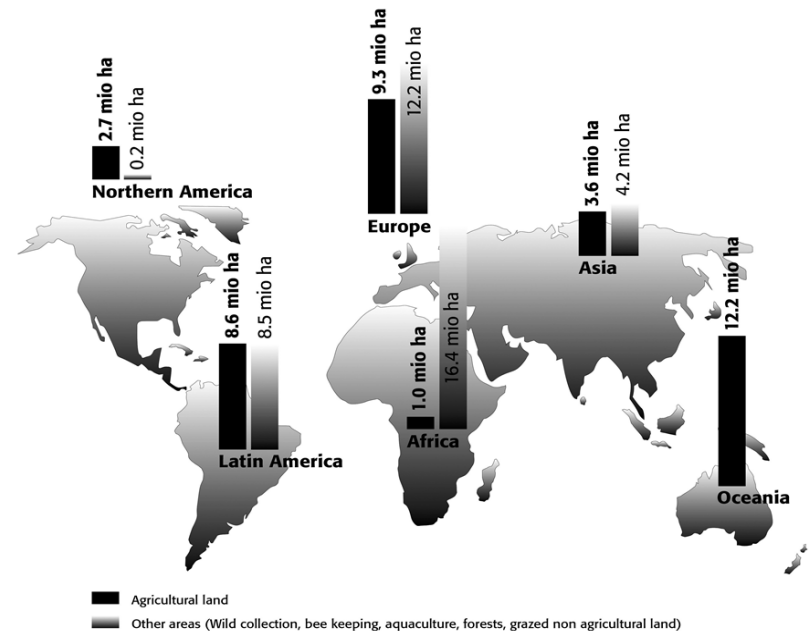 2.7 mio ha
0.2 mio ha
Northern America
9.3 mio ha
12.2 mio ha
Europe
3.6 mio ha
4.2 mio ha
Asia
8.6 mio ha
8.5 mio ha
Latin America
1.0 mio ha
16.4 mio ha
Africa
12.2 mio ha
Oceania
Agricultural land
Other areas (Wild collection, bee keeping, aquaculture, forests, grazed non agricultural land)